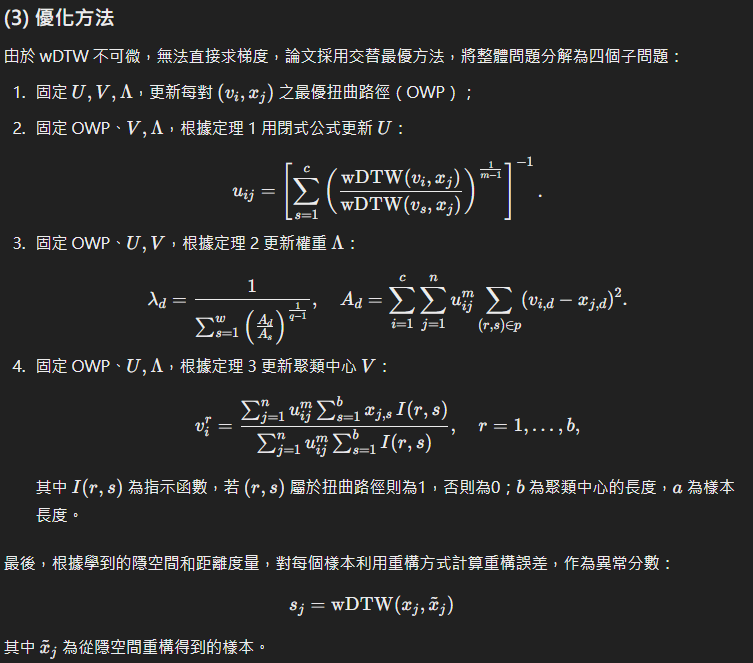 (3) 優化方法
由於 wDTW 不可微，無法直接求梯度，論文採用交替最優方法，將整體問題分解為四個子問題：
1. 固定 $U, V, \Lambda$，更新每對 $(v_i, x_j)$ 之最優扭曲路徑（OWP）；
2. 固定 OWP、$V, \Lambda$，根據定理 1 用閉式公式更新 $U$：
$$u_{ij} = \left[ \sum_{s=1}^{c} \left( \frac{\mathrm{wDTW}(v_i, x_j)}{\mathrm{wDTW}(v_s, x_j)} \right)^{\frac{1}{m-1}} \right]^{-1}.$$
3. 固定 OWP、$U, V$，根據定理 2 更新權重 $\Lambda$：
$$\lambda_d = \frac{1}{\sum_{s=1}^{w} \left( \frac{A_d}{A_s} \right)^{\frac{1}{q-1}}}, \quad A_d = \sum_{i=1}^{c} \sum_{j=1}^{n} u_{ij}^m \sum_{(r,s) \in p} (v_{i,d} - x_{j,d})^2.$$
4. 固定 OWP、$U, \Lambda$，根據定理 3 更新聚類中心 $V$：
$$v_i^r = \frac{\sum_{j=1}^{n} u_{ij}^m \sum_{s=1}^{b} x_{j,s} I(r, s)}{\sum_{j=1}^{n} u_{ij}^m \sum_{s=1}^{b} I(r, s)}, \quad r = 1, \ldots, b,$$
其中 $I(r, s)$ 為指示函數，若 $(r, s)$ 屬於扭曲路徑則為1，否則為0；$b$ 為聚類中心的長度，$a$ 為樣本
長度。
最後，根據學到的隱空間和距離度量，對每個樣本利用重構方式計算重構誤差，作為異常分數：
$$s_j = \mathrm{wDTW}(x_j, \tilde{x}_j)$$
其中 $\tilde{x}_j$ 為從隱空間重構得到的樣本。